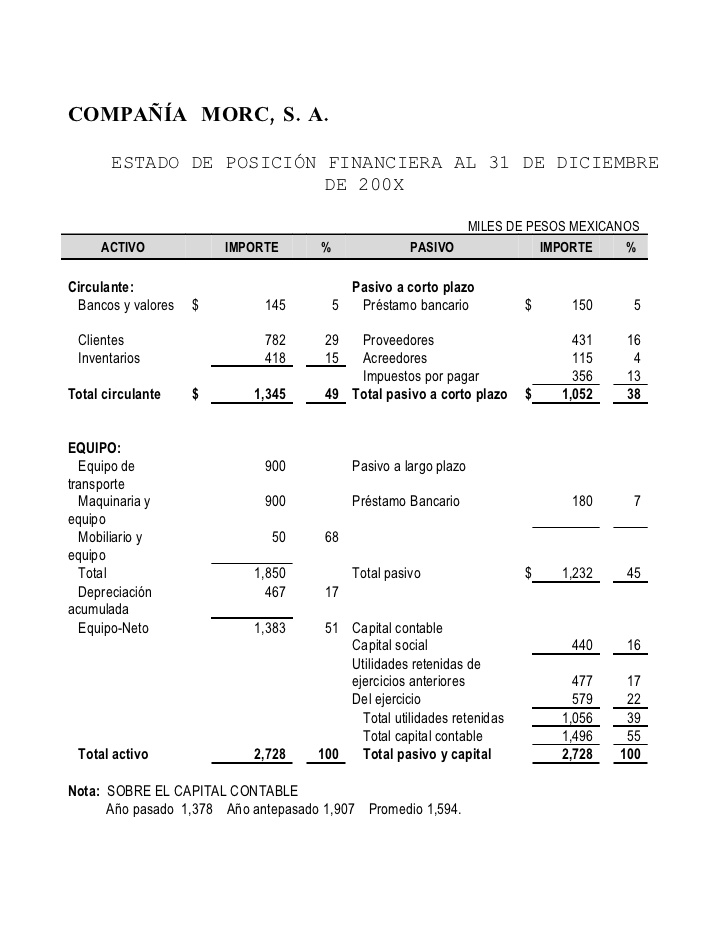 COMPAÑÍA MORC, S. A.
ESTADO DE POSICIÓN FINANCIERA AL 31 DE DICIEMBRE
DE 200X
MILES DE PESOS MEXICANOS
ACTIVO IMPORTE % PASIVO IMPORTE %
Circulante: Pasivo a corto plazo
Bancos y valores $ 145 5 Préstamo bancario $ 150 5
Clientes 782 29 Proveedores 431 16
Inventarios 418 15 Acreedores 115 4
Impuestos por pagar 356 13
Total circulante $ 1,345 49 Total pasivo a corto plazo $ 1,052 38
EQUIPO:
Equipo de 900 Pasivo a largo plazo
transporte
Maquinaria y 900 Préstamo Bancario 180 7
equipo
Mobiliario y 50 68
equipo
Total 1,850 Total pasivo $ 1,232 45
Depreciación 467 17
acumulada
Equipo-Neto 1,383 51 Capital contable
Capital social 440 16
Utilidades retenidas de
ejercicios anteriores 477 17
Del ejercicio 579 22
Total utilidades retenidas 1,056 39
Total capital contable 1,496 55
Total activo 2,728 100 Total pasivo y capital 2,728 100
Nota: SOBRE EL CAPITAL CONTABLE
Año pasado 1,378 Año antepasado 1,907 Promedio 1,594.